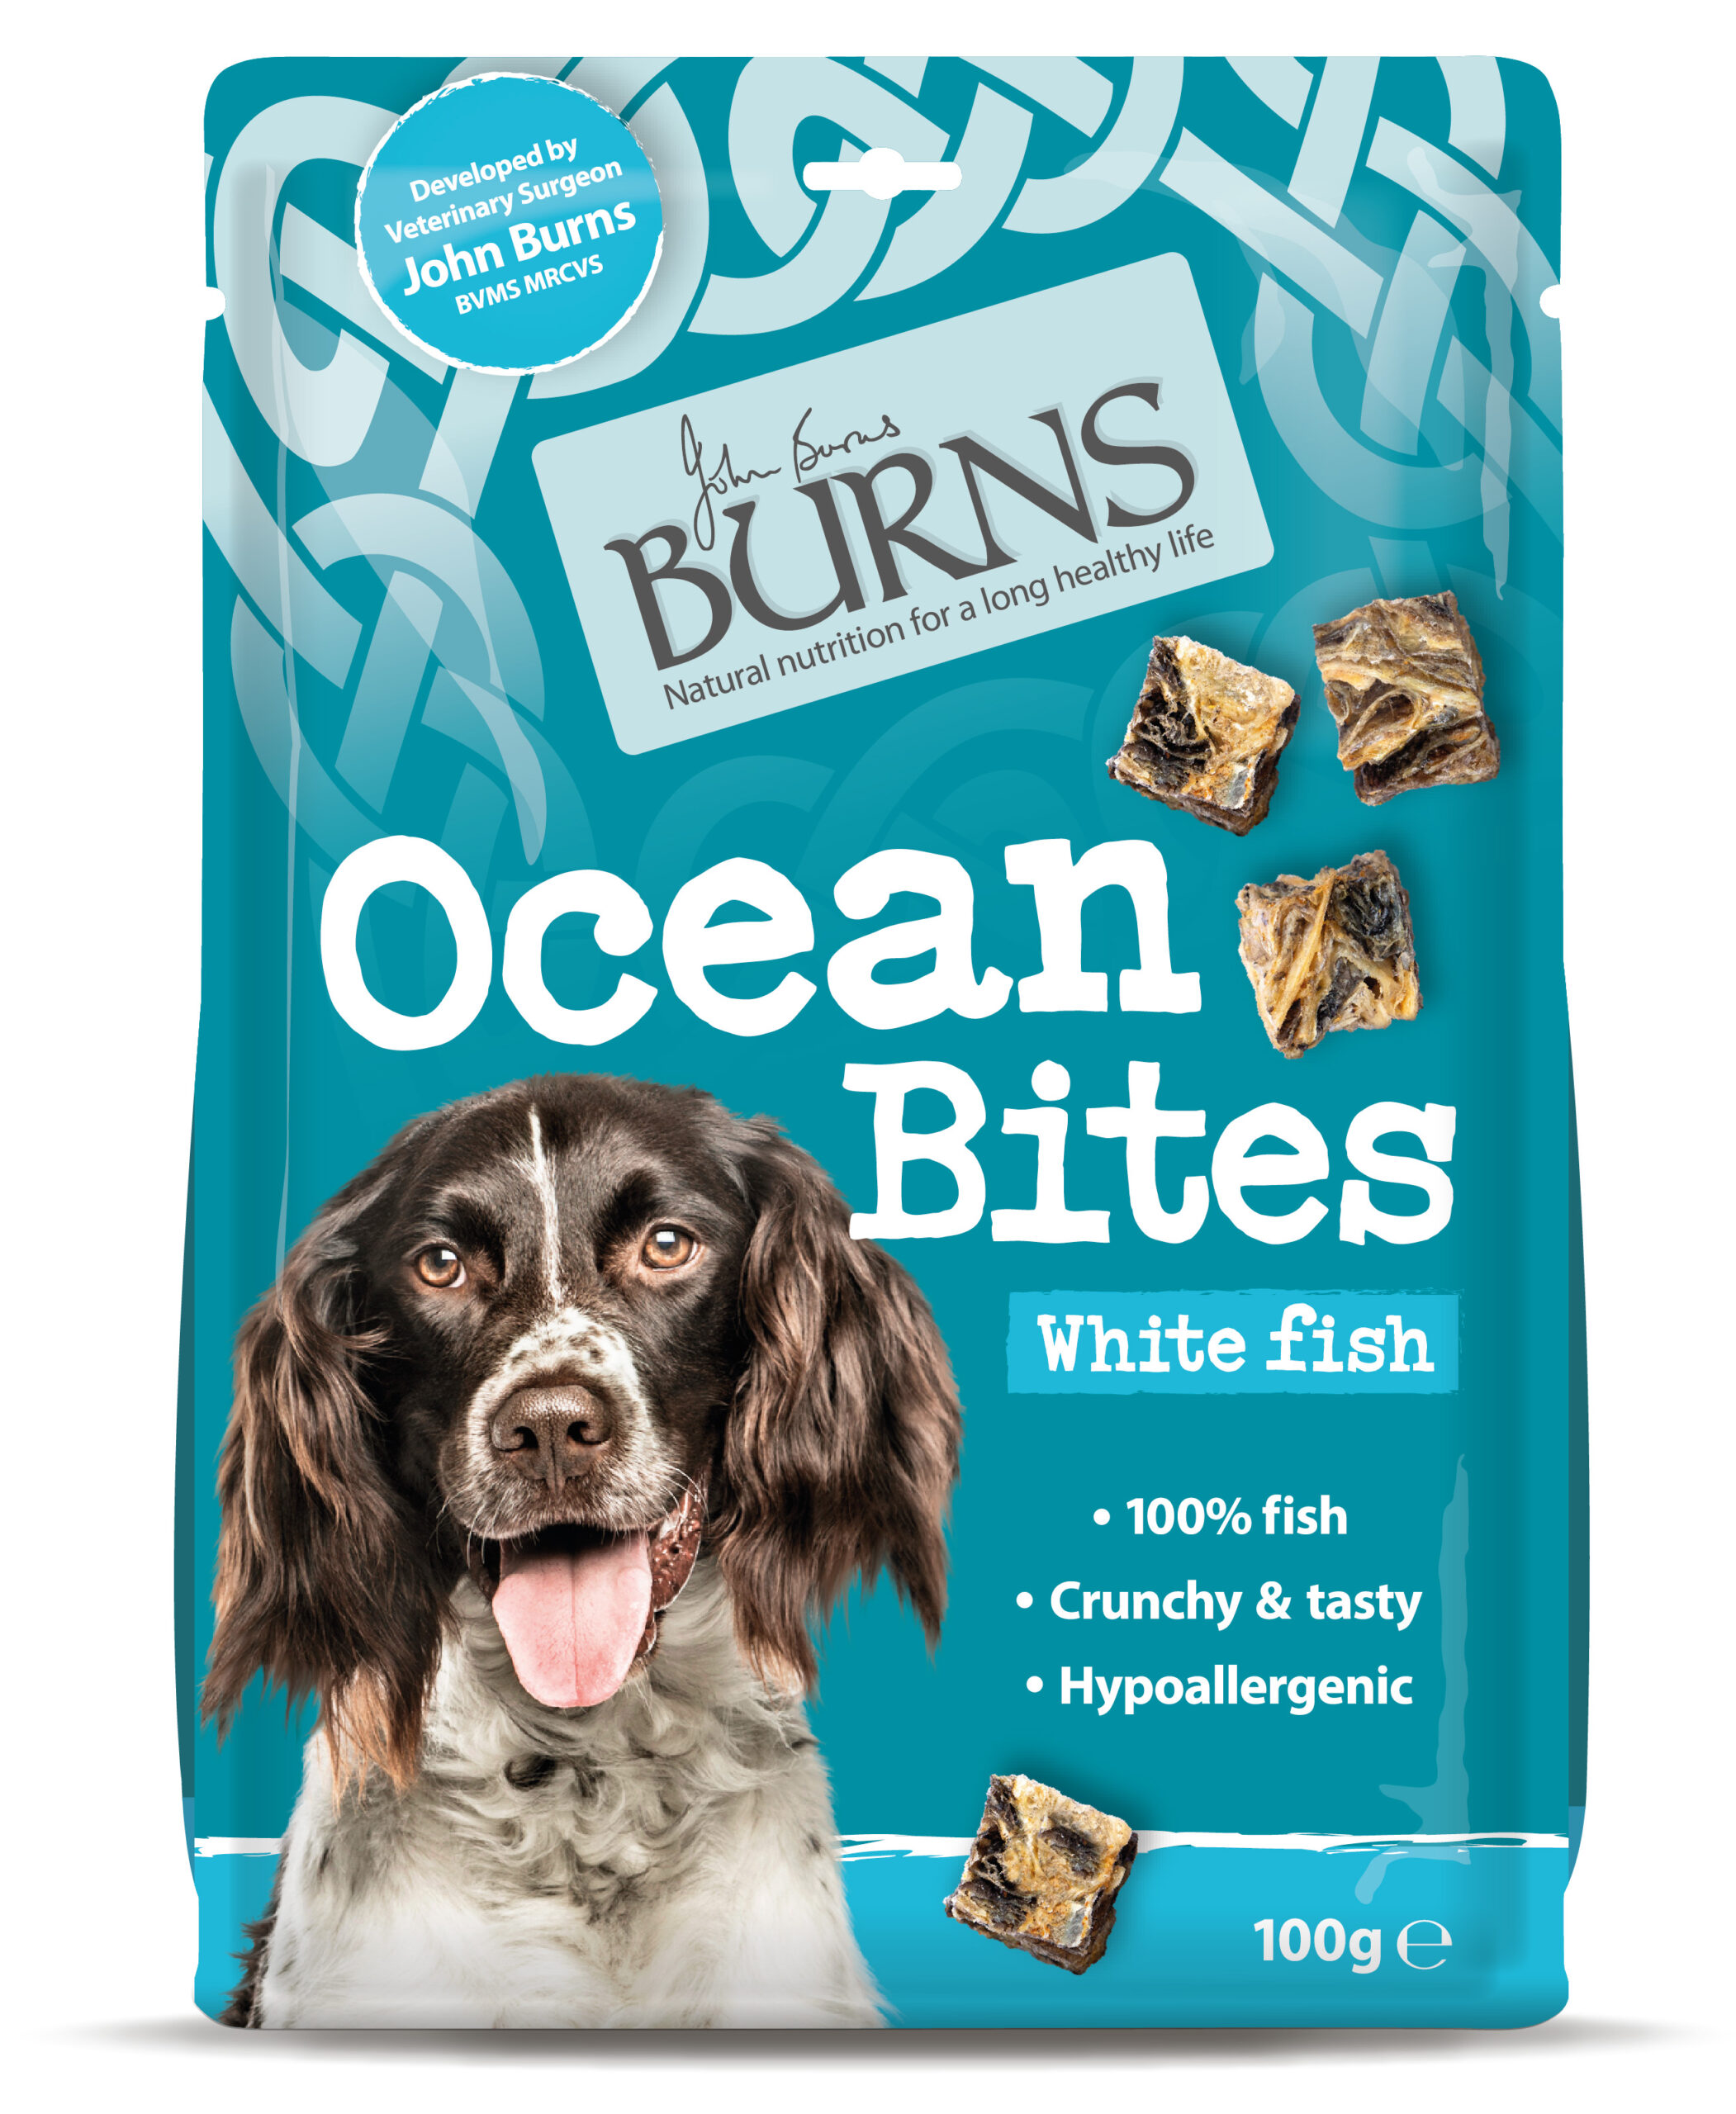 Developed by
Veterinary Surgeon
John Burns
BVMS MRCVS
John Burns
BURNS
Natural nutrition for a long healthy life
Ocean
Bites
White fish
• 100% fish
• Crunchy & tasty
• Hypoallergenic
100g ℮